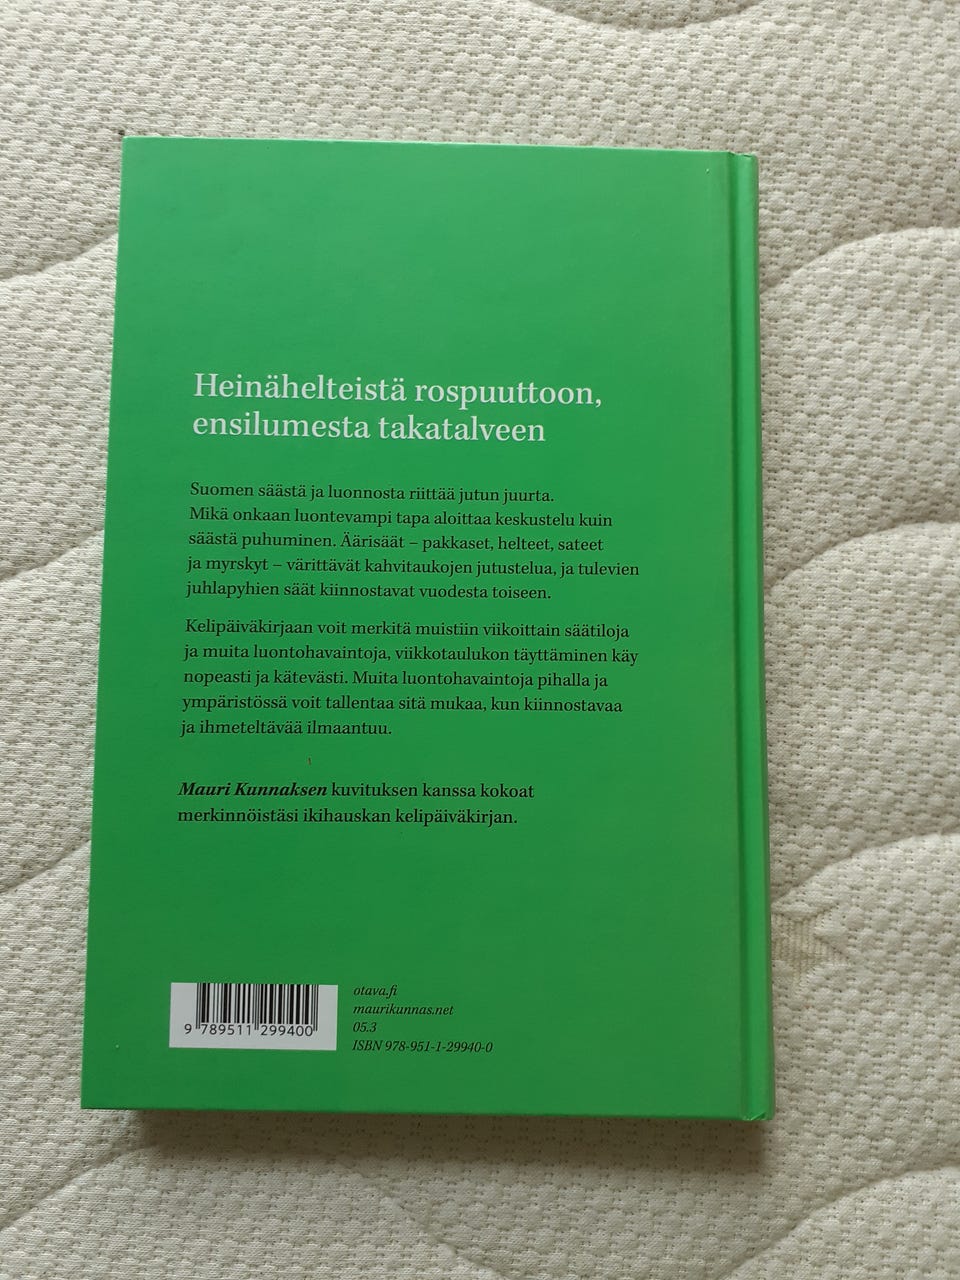 Heinähelteistä rospuuttoon,
ensilumesta takatalveen
Suomen säästä ja luonnosta riittää jutun juurta.
Mikä onkaan luontevampi tapa aloittaa keskustelu kuin
säästä puhuminen. Äärisäät – pakkaset, helteet, sateet
ja myrskyt – värittävät kahvitaukojen jutustelua, ja tulevien
juhlapyhien säät kiinnostavat vuodesta toiseen.
Kelipäiväkirjaan voit merkitä muistiin viikoittain säätiloja
ja muita luontohavaintoja, viikkotaulukon täyttäminen käy
nopeasti ja kätevästi. Muita luontohavaintoja pihalla ja
ympäristössä voit tallentaa sitä mukaa, kun kiinnostavaa
ja ihmeteltävää ilmaantuu.
Mauri Kunnaksen kuvituksen kanssa kokoat
merkinnöistäsi ikihauskan kelipäiväkirjan.
9 789511 299400
otava.fi
maurikunnas.net
05.3
ISBN 978-951-1-29940-0